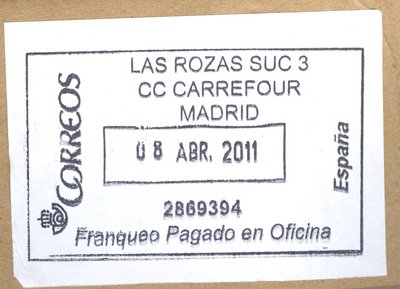 LAS ROZAS SUC 3
CC CARREFOUR
MADRID
CORREOS
08 ABR. 2011
España
2869394
Franqueo Pagado en Oficina